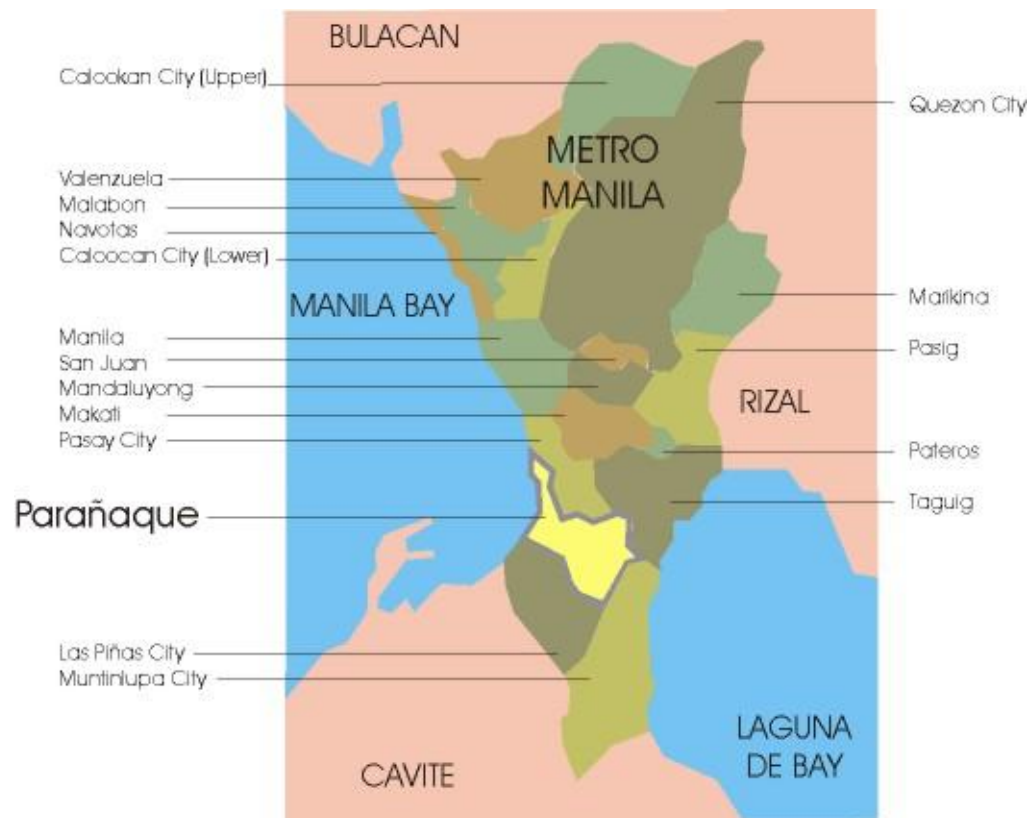 BULACAN
Calookan City (Upper)
Quezon City
METRO
MANILA
Valenzuela
Malabon
Navotas
Caloocan City (Lower)
MANILA BAY
Marikina
Manila
San Juan
Mandaluyong
Makati
Pasay City
Pasig
RIZAL
Pateros
Parañaque
Taguig
Las Piñas City
Muntinlupa City
LAGUNA
DE BAY
CAVITE